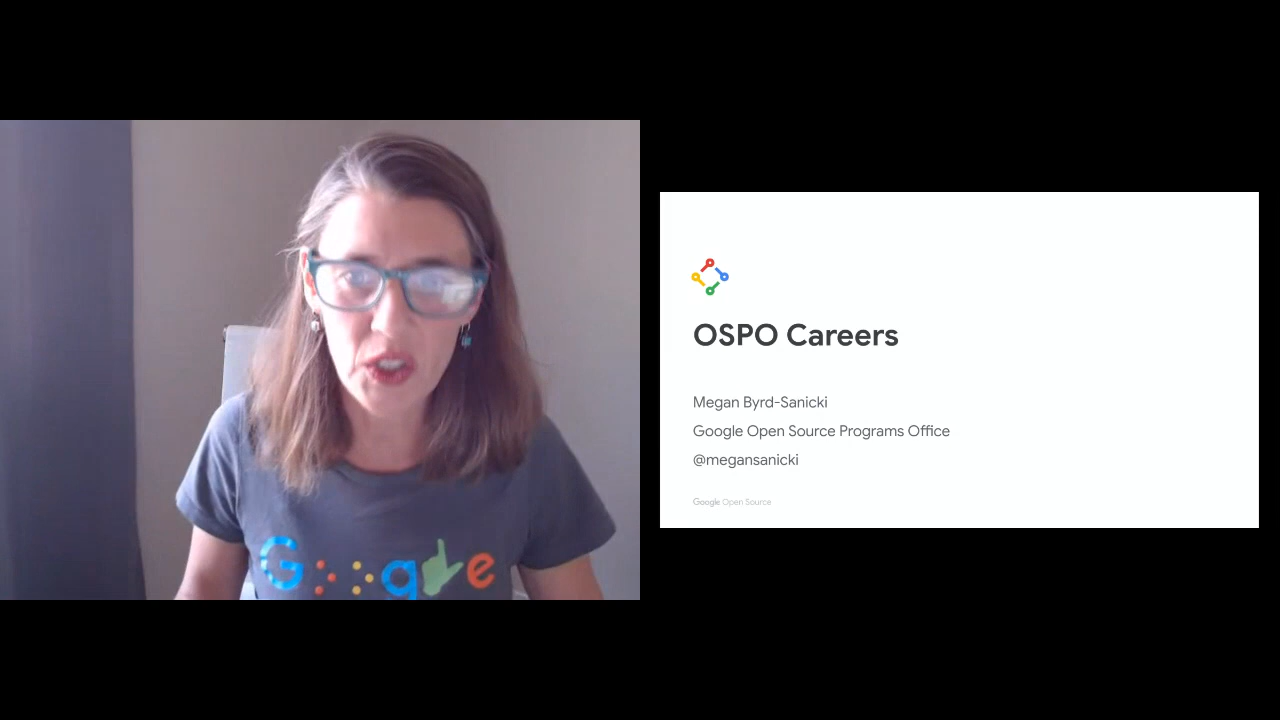 Google
OSPO Careers
Megan Byrd-Sanicki
Google Open Source Programs Office
@megansanicki
Google Open Source